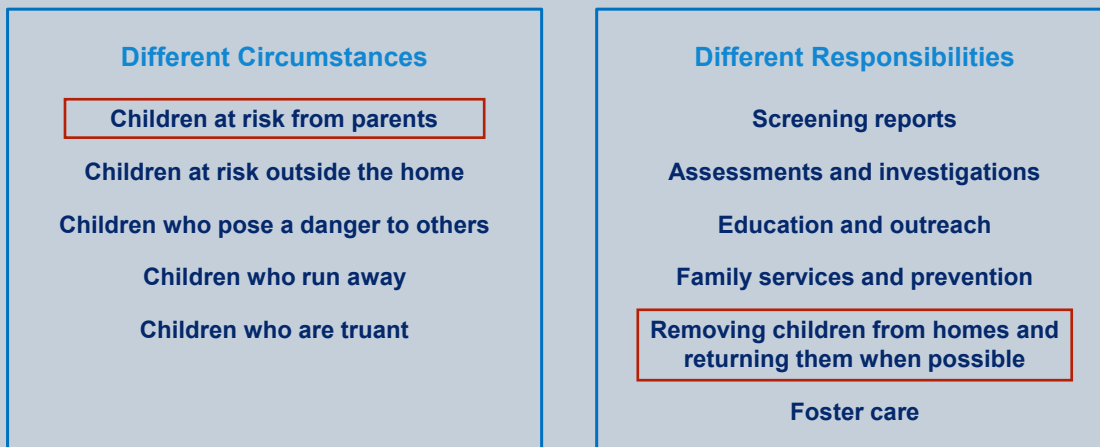 Different Circumstances
Children at risk from parents
Children at risk outside the home
Children who pose a danger to others
Children who run away
Children who are truant
Different Responsibilities
Screening reports
Assessments and investigations
Education and outreach
Family services and prevention
Removing children from homes and
returning them when possible
Foster care